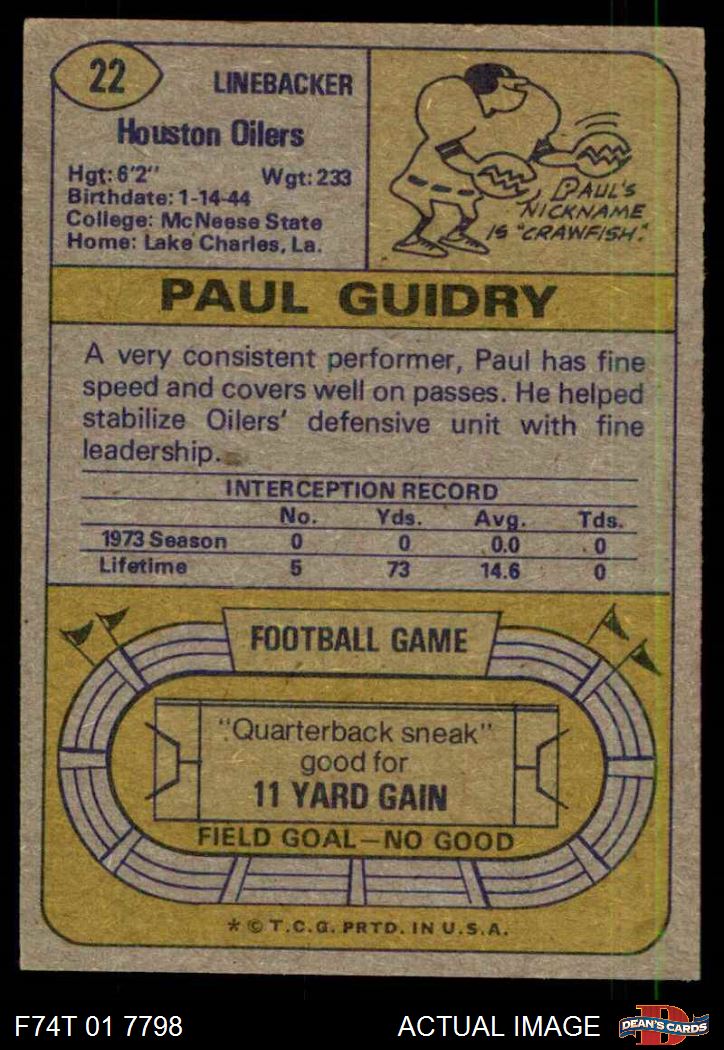 22
LINEBACKER
Houston Oilers
Hgt: 6'2" Wgt: 233
Birthdate: 1-14-44
College: McNeese State
Home: Lake Charles, La.
PAUL'S
NICKNAME
IS "CRAWFISH."
PAUL GUIDRY
A very consistent performer, Paul has fine
speed and covers well on passes. He helped
stabilize Oilers' defensive unit with fine
leadership.
INTERCEPTION RECORD
No. Yds. Avg. Tds.
1973 Season 0 0 0.0 0
Lifetime 5 73 14.6 0
FOOTBALL GAME
"Quarterback sneak"
good for
11 YARD GAIN
FIELD GOAL—NO GOOD
* © T.C.G. PRTD. IN U.S.A.
F74T 01 7798 ACTUAL IMAGE
D
DEAN'S CARDS